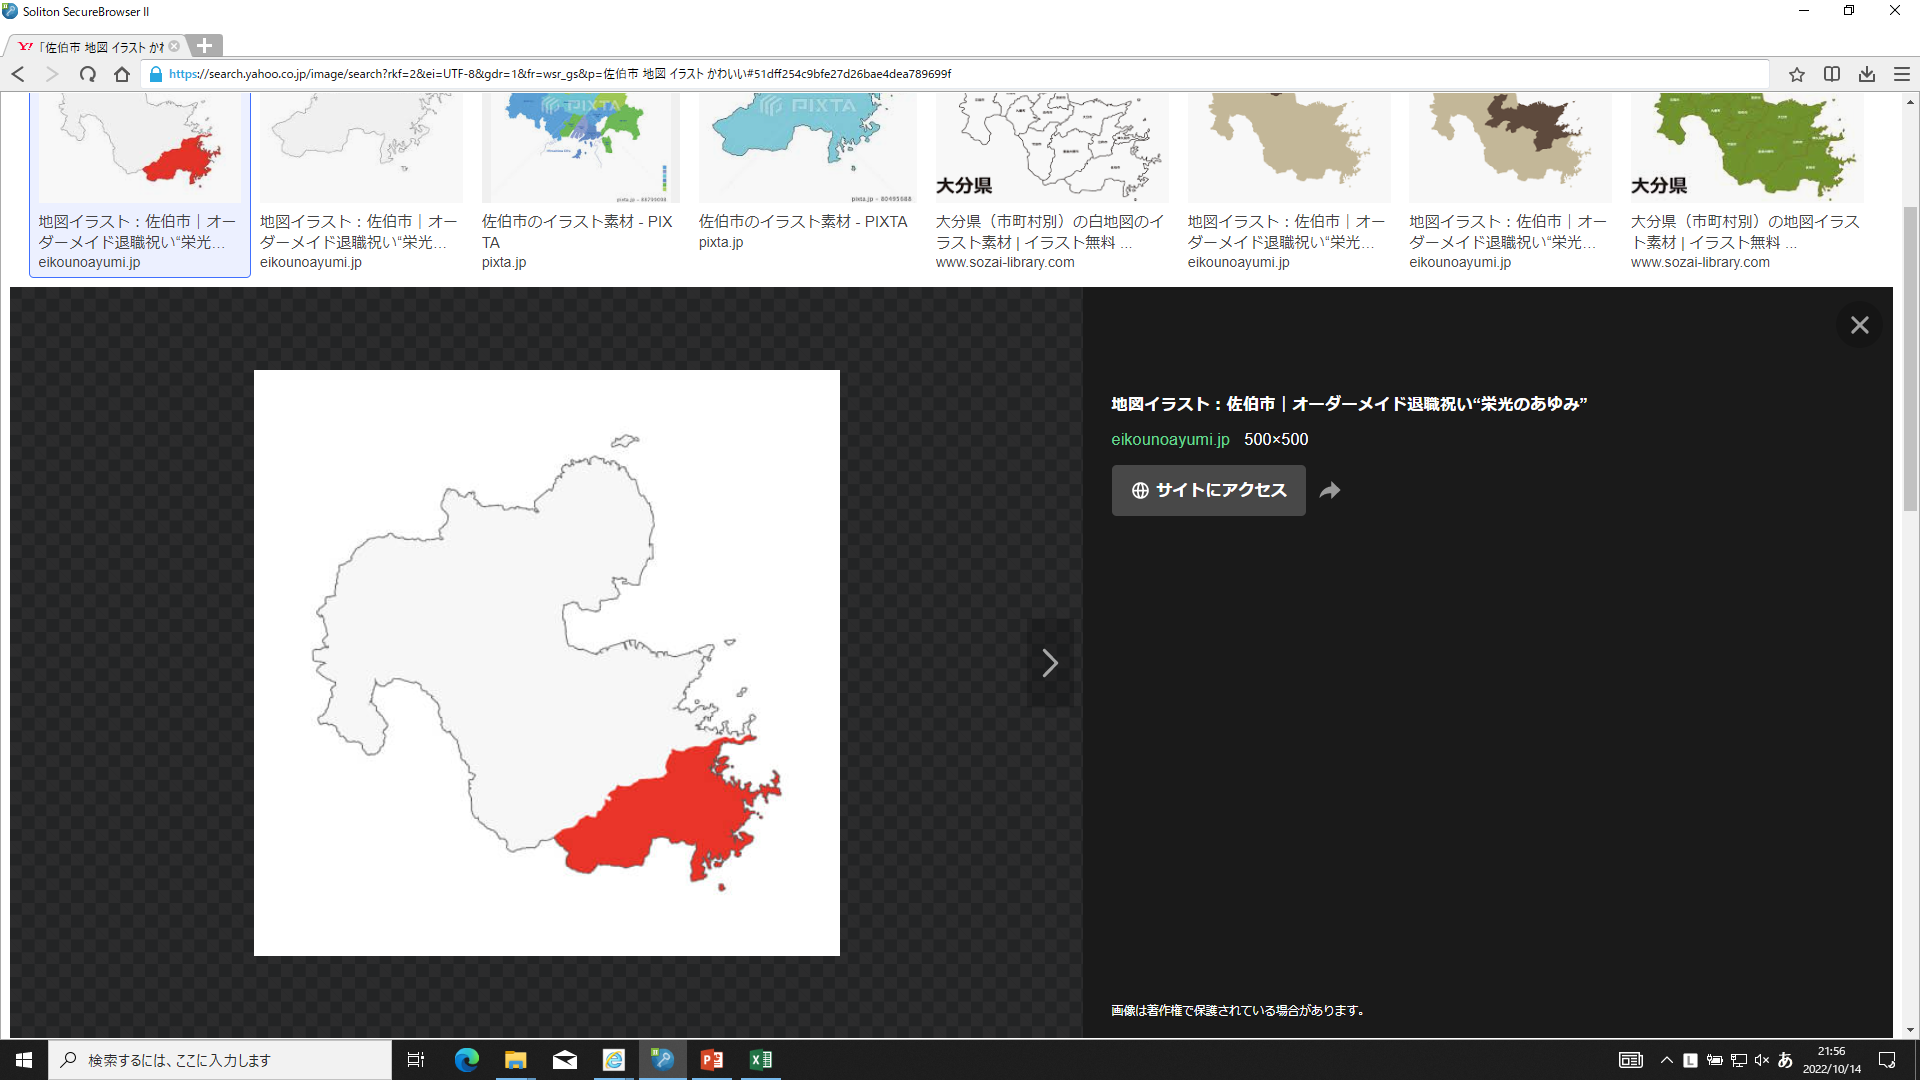 Soliton SecureBrowser II
「佐伯市 地図 イラスト かわ
https://search.yahoo.co.jp/image/search?rkf=2&ei=UTF-8&gdr=1&fr=wsr_gs&p=佐伯市 地図 イラスト かわいい#51dff254c9bfe27d26bae4dea789699f
PIXTA
PIXTA
pixta.jp - 80495688
大分県
大分県
地図イラスト：佐伯市｜オー
ダーメイド退職祝い“栄光...
eikounoayumi.jp
地図イラスト：佐伯市｜オー
ダーメイド退職祝い“栄光...
eikounoayumi.jp
佐伯市のイラスト素材 - PIX
TA
pixta.jp
佐伯市のイラスト素材 - PIXTA
pixta.jp
大分県（市町村別）の白地図のイ
ラスト素材 | イラスト無料 ...
www.sozai-library.com
地図イラスト：佐伯市｜オー
ダーメイド退職祝い“栄光...
eikounoayumi.jp
地図イラスト：佐伯市｜オー
ダーメイド退職祝い“栄光...
eikounoayumi.jp
大分県（市町村別）の地図イラス
ト素材 | イラスト無料 ...
www.sozai-library.com
地図イラスト：佐伯市｜オーダーメイド退職祝い“栄光のあゆみ”
eikounoayumi.jp 500×500
サイトにアクセス
画像は著作権で保護されている場合があります。
検索するには、ここに入力します
あ
21:56
2022/10/14